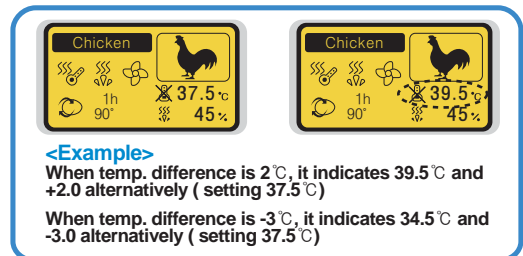 Chicken
37.5℃
1h
90°
45%
Chicken
39.5℃
1h
90°
45%
<Example>
When temp. difference is 2℃, it indicates 39.5℃ and
+2.0 alternatively ( setting 37.5℃)
When temp. difference is -3℃, it indicates 34.5℃ and
-3.0 alternatively ( setting 37.5℃)